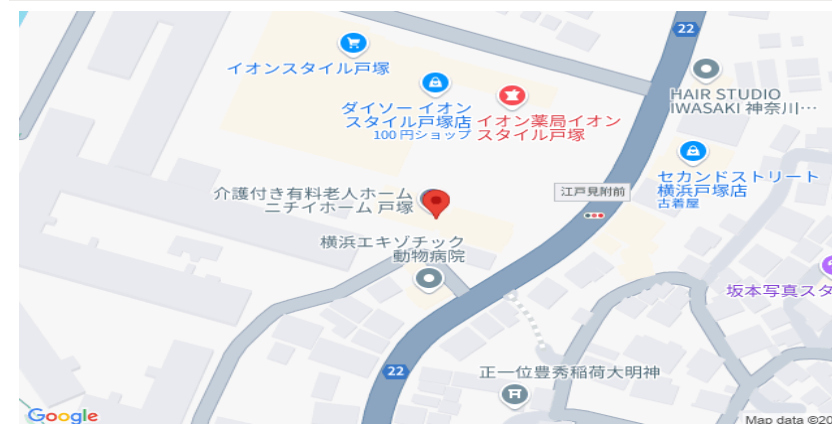 22
イオンスタイル戸塚
HAIR STUDIO
IWASAKI 神奈川…
ダイソー イオン
スタイル戸塚店
100 円ショップ
イオン薬局イオン
スタイル戸塚
セカンドストリート
横浜戸塚店
古着屋
介護付き有料老人ホーム
ニチイホーム 戸塚
江戸見附前
横浜エキゾチック
動物病院
坂本写真スタ
22
正一位豊秀稲荷大明神
Google
Map data ©20